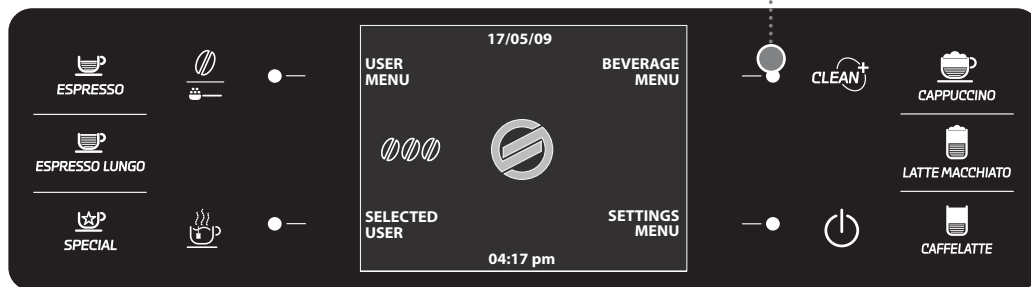 17/05/09
USER
MENU
BEVERAGE
MENU
ESPRESSO
CLEAN+
CAPPUCCINO
ESPRESSO LUNGO
LATTE MACCHIATO
SELECTED
USER
SETTINGS
MENU
SPECIAL
CAFFELATTE
04:17 pm